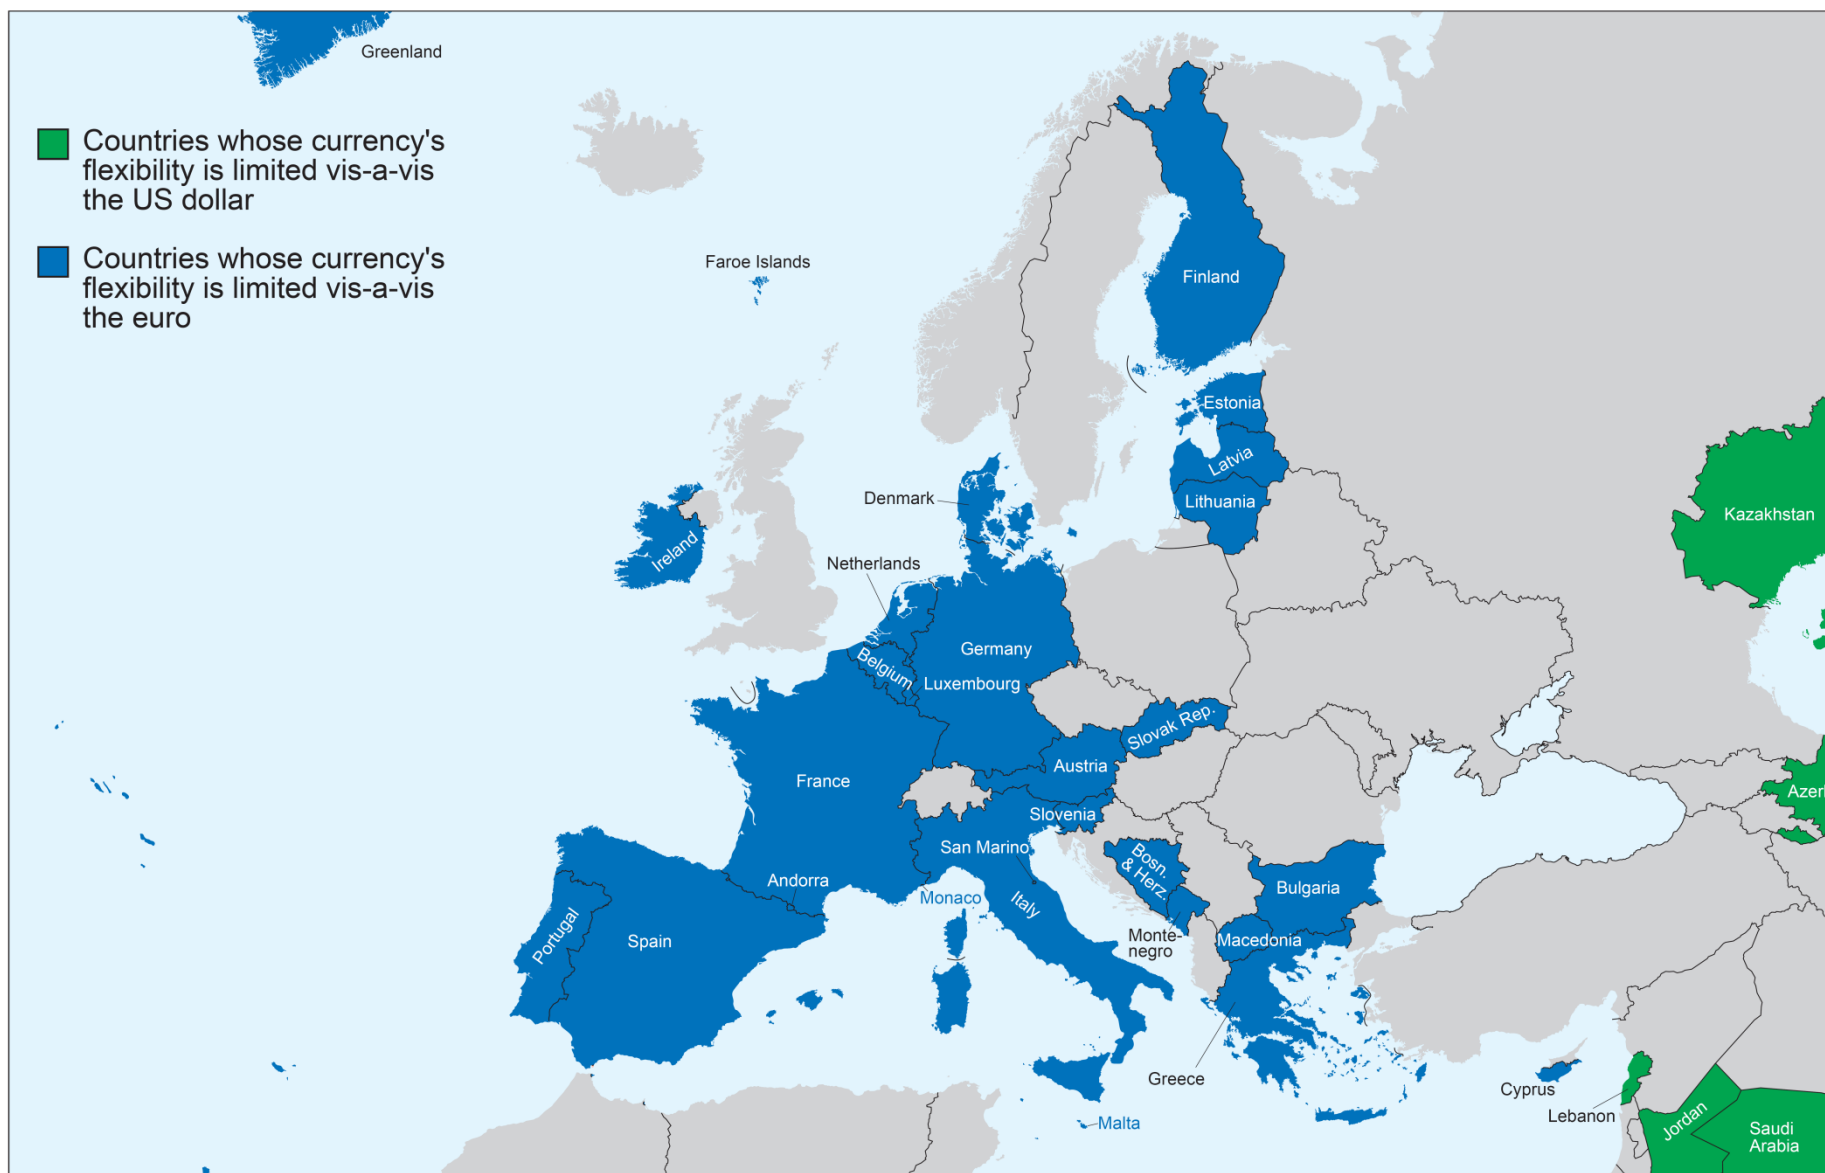 Greenland
Countries whose currency's
flexibility is limited vis-a-vis
the US dollar
Countries whose currency's
flexibility is limited vis-a-vis
the euro
Faroe Islands
Finland
Estonia
Latvia
Lithuania
Denmark
Kazakhstan
Ireland
Netherlands
Germany
Belgium
Luxembourg
Slovak Rep.
Austria
France
Azerb
Slovenia
San Marino
Bosn.
& Herz.
Andorra
Monaco
Bulgaria
Italy
Portugal
Spain
Monte-
negro
Macedonia
Greece
Cyprus
Lebanon
Malta
Jordan
Saudi
Arabia